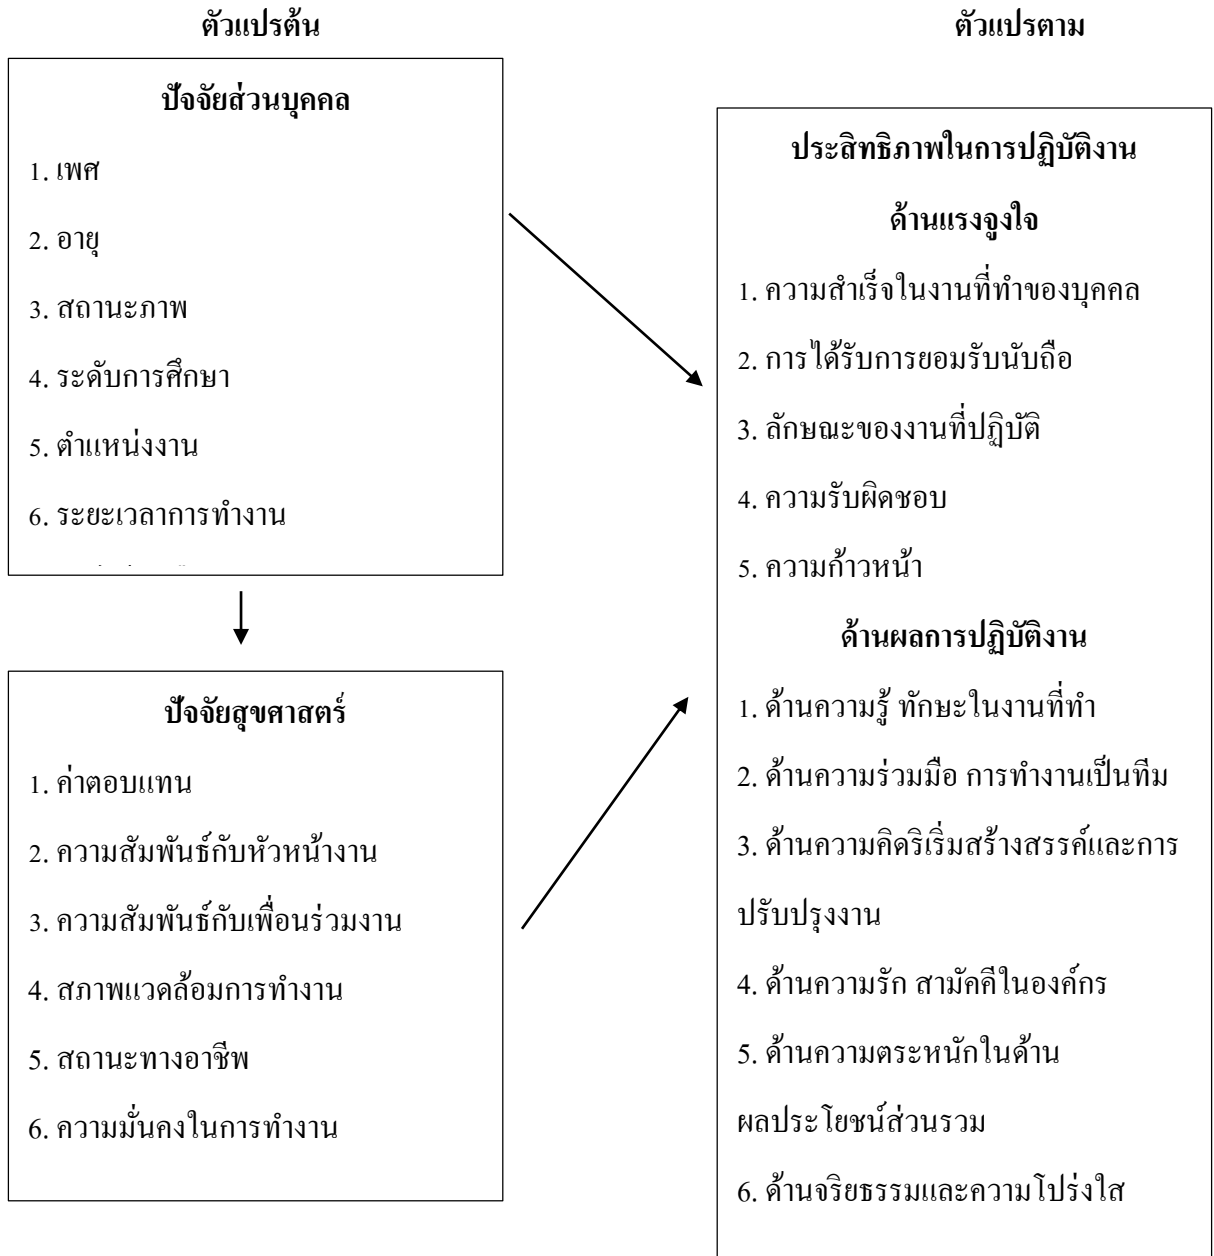 ตัวแปรต้น
ปัจจัยส่วนบุคคล
1. เพศ
2. อายุ
3. สถานะภาพ
4. ระดับการศึกษา
5. ตำแหน่งงาน
6. ระยะเวลาการทำงาน
ปัจจัยสุขศาสตร์
1. ค่าตอบแทน
2. ความสัมพันธ์กับหัวหน้างาน
3. ความสัมพันธ์กับเพื่อนร่วมงาน
4. สภาพแวดล้อมการทำงาน
5. สถานะทางอาชีพ
6. ความมั่นคงในการทำงาน
ตัวแปรตาม
ประสิทธิภาพในการปฏิบัติงาน
ด้านแรงจูงใจ
1. ความสำเร็จในงานที่ทำของบุคคล
2. การได้รับการยอมรับนับถือ
3. ลักษณะของงานที่ปฏิบัติ
4. ความรับผิดชอบ
5. ความก้าวหน้า
ด้านผลการปฏิบัติงาน
1. ด้านความรู้ ทักษะในงานที่ทำ
2. ด้านความร่วมมือ การทำงานเป็นทีม
3. ด้านความคิดริเริ่มสร้างสรรค์และการ
ปรับปรุงงาน
4. ด้านความรัก สามัคคีในองค์กร
5. ด้านความตระหนักในด้าน
ผลประโยชน์ส่วนรวม
6. ด้านจริยธรรมและความโปร่งใส